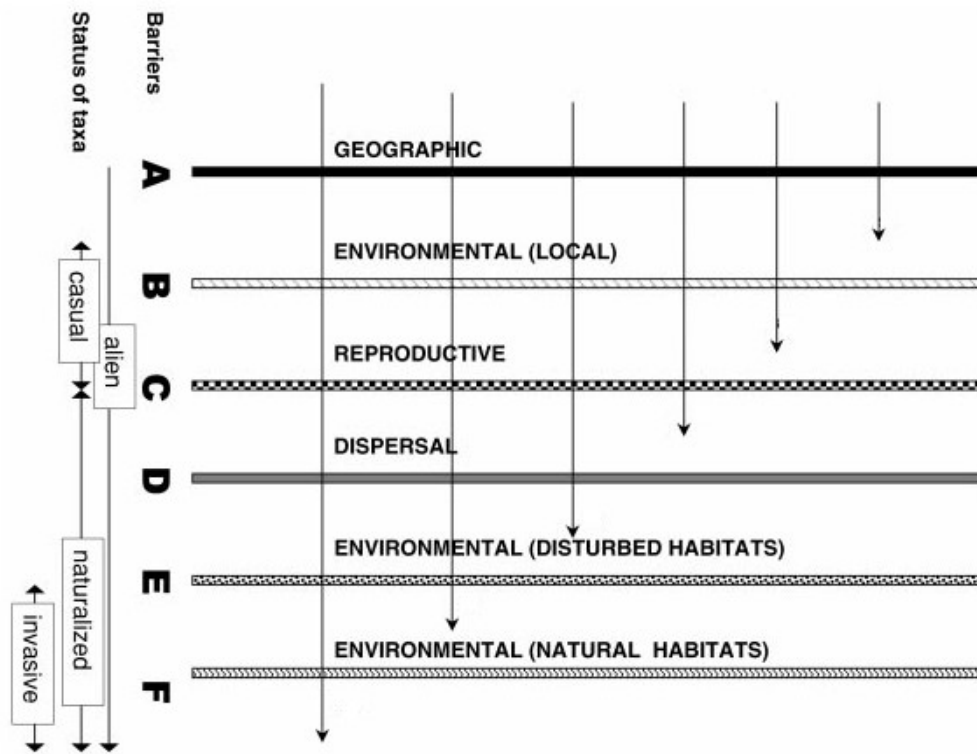 Status of taxa
Barriers
A
GEOGRAPHIC
B
ENVIRONMENTAL (LOCAL)
casual
alien
C
REPRODUCTIVE
D
DISPERSAL
naturalized
E
ENVIRONMENTAL (DISTURBED HABITATS)
invasive
F
ENVIRONMENTAL (NATURAL HABITATS)